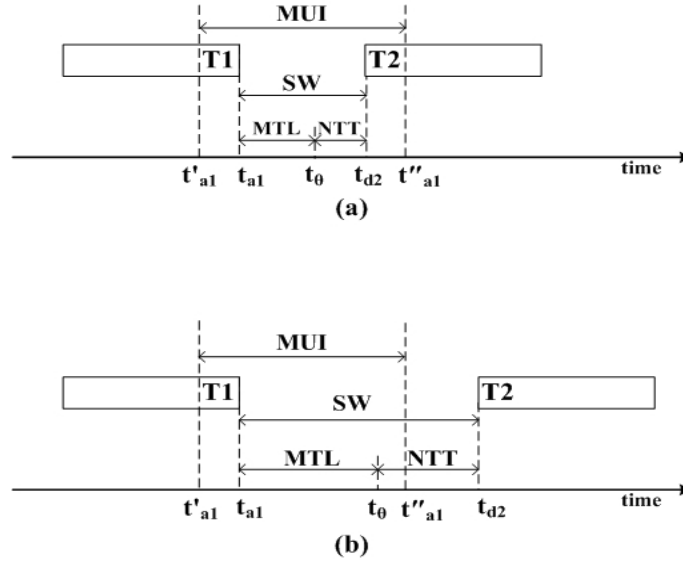 MUI
T1 T2
SW
MTL NTT
t'a1 ta1 tθ td2 t″a1 time
(a)
MUI
T1 T2
SW
MTL NTT
t'a1 ta1 tθ t″a1 td2 time
(b)